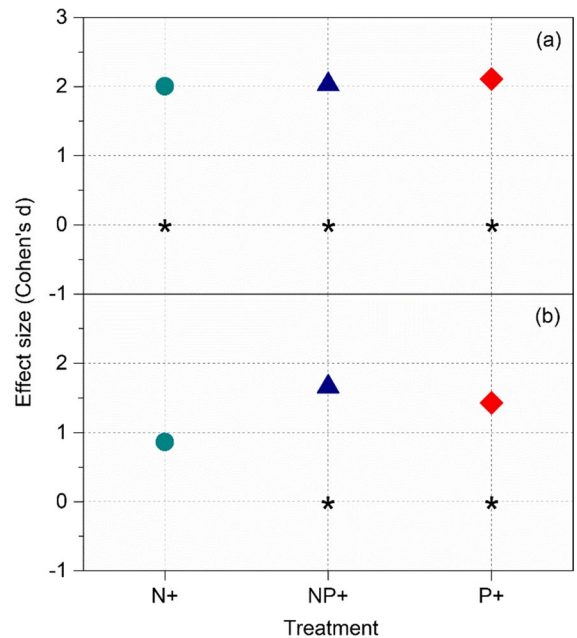 3
(a)
2
1
0
* * *
-1
(b)
2
1
0
* *
-1
N+ NP+ P+
Treatment
Effect size (Cohen's d)